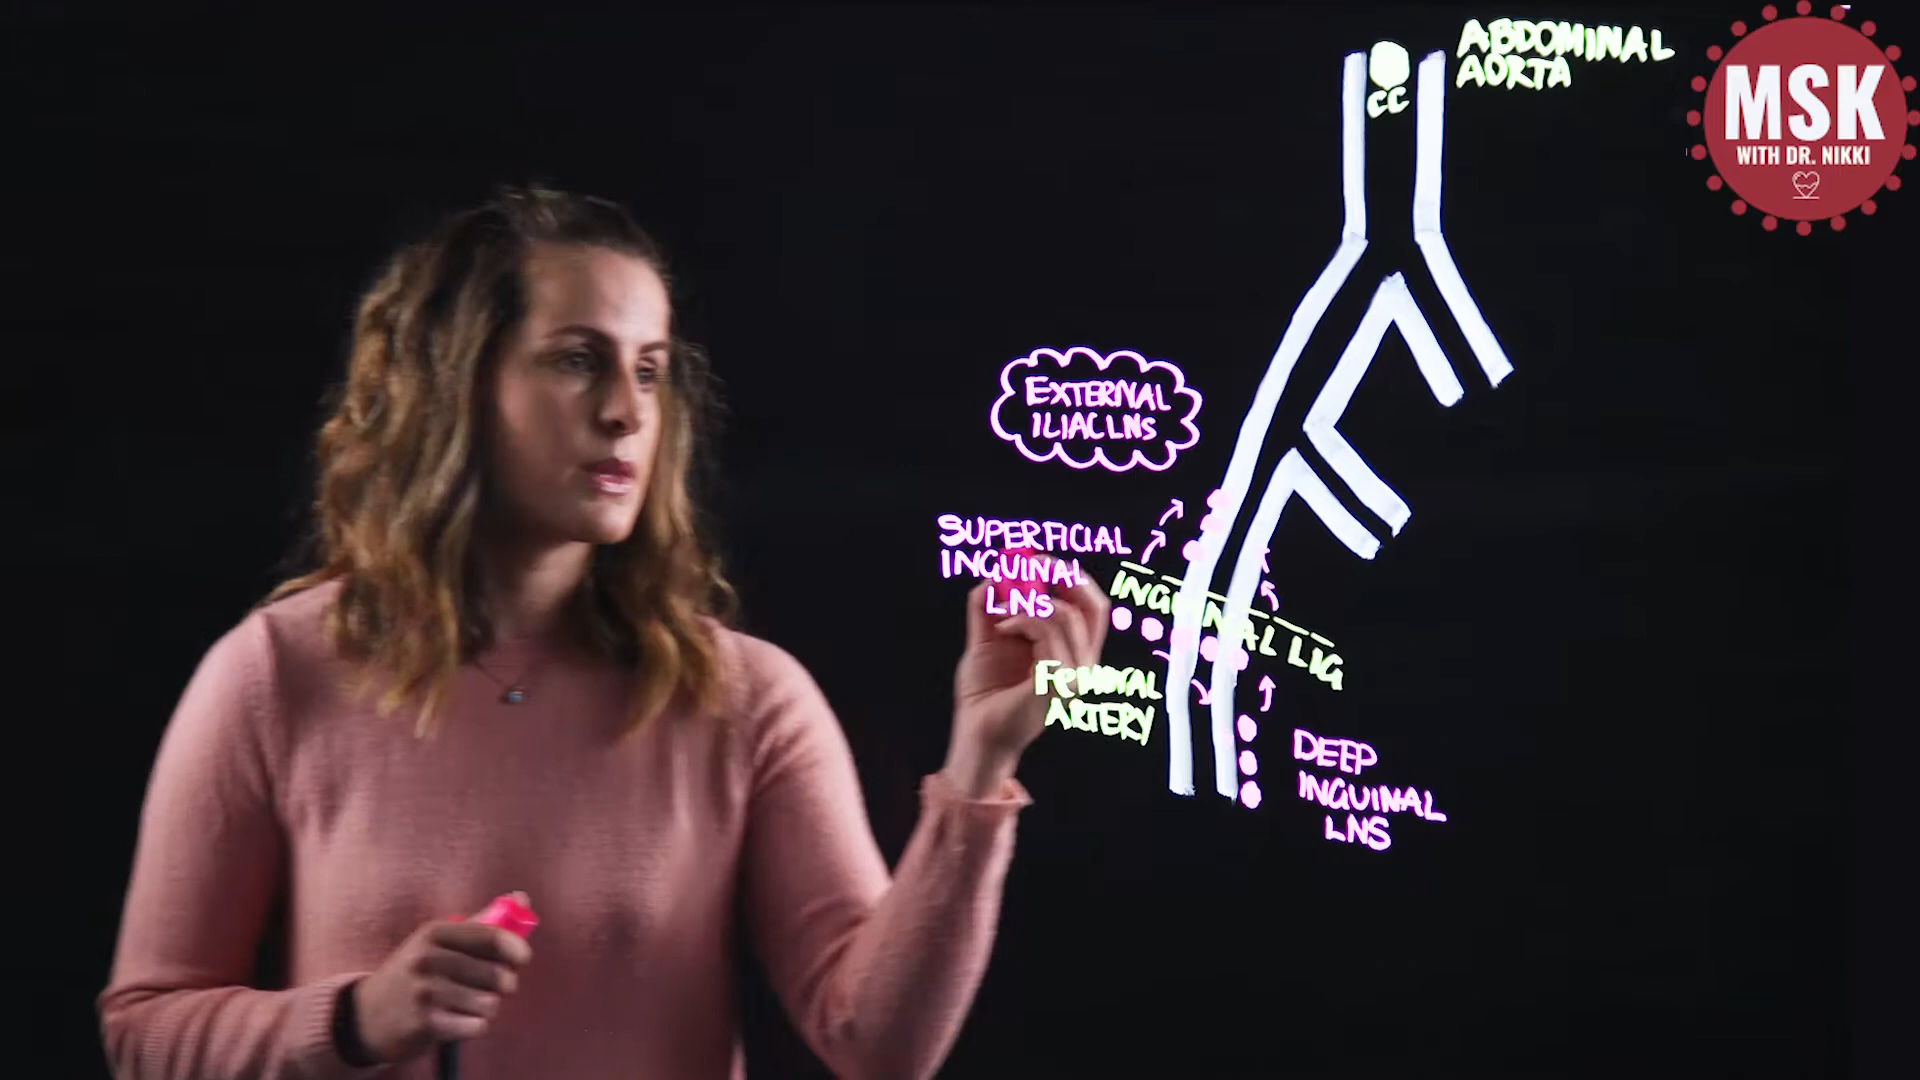 ABDOMINAL
AORTA
CC
MSK
WITH DR. NIKKI
EXTERNAL
ILIAC LNs
SUPERFICIAL
INGUINAL
LNs
INGUINAL LIG
FEMORAL
ARTERY
DEEP
INGUINAL
LNS